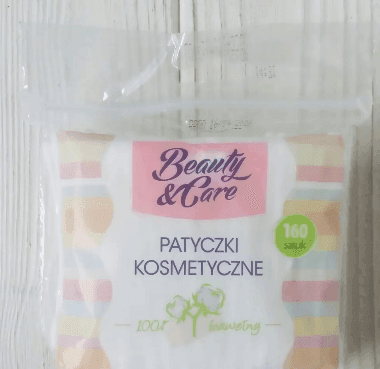 Beauty
& Care
160
sztuk
PATYCZKI
KOSMETYCZNE
100% bawełny